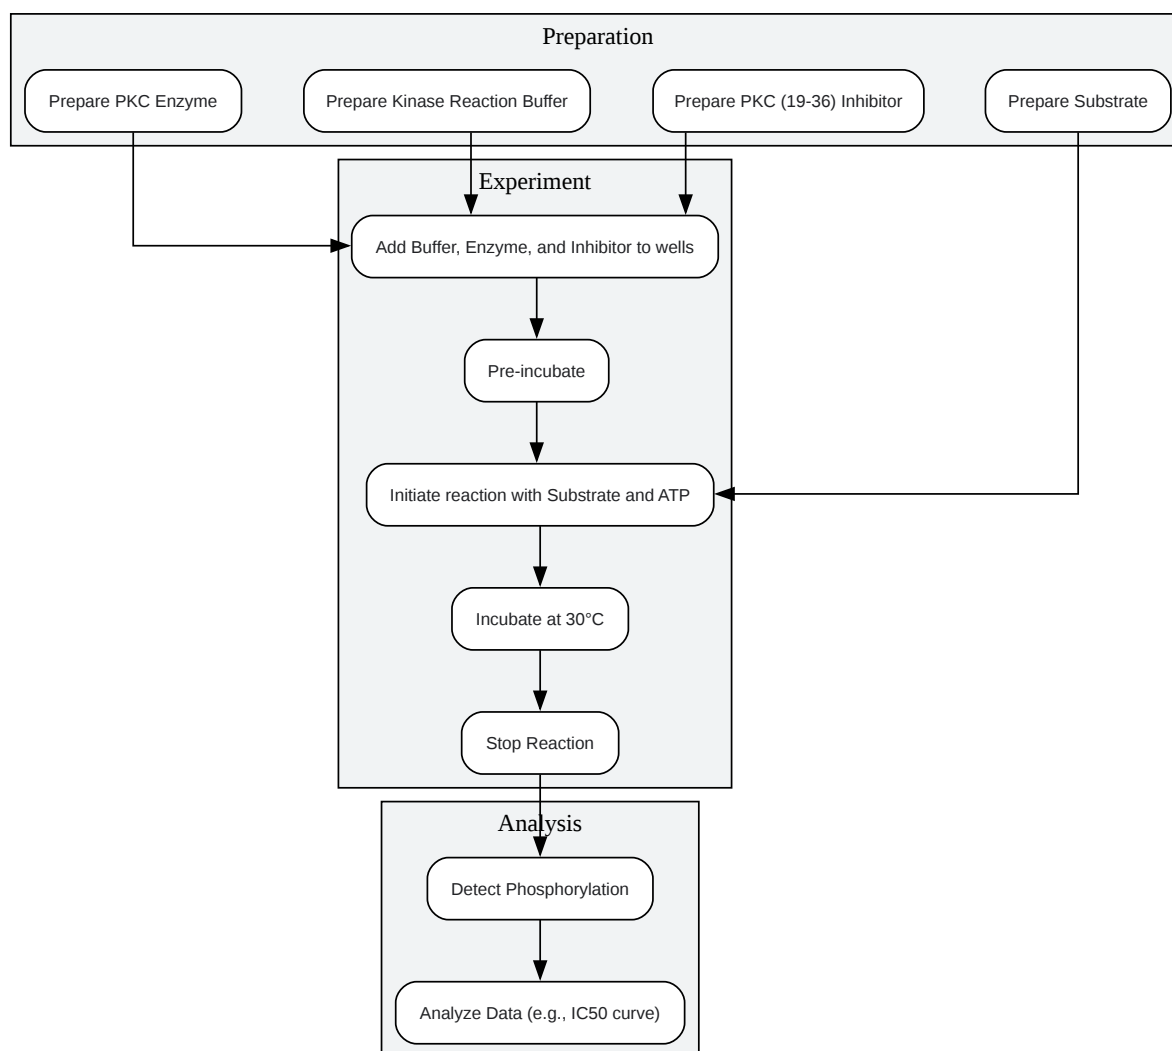 Preparation
Prepare PKC Enzyme
Prepare Kinase Reaction Buffer
Prepare PKC (19-36) Inhibitor
Prepare Substrate
Experiment
Add Buffer, Enzyme, and Inhibitor to wells
Pre-incubate
Initiate reaction with Substrate and ATP
Incubate at 30°C
Stop Reaction
Analysis
Detect Phosphorylation
Analyze Data (e.g., IC50 curve)